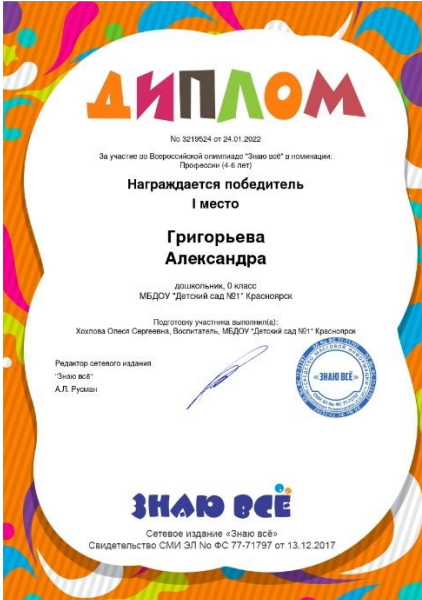 ДИПЛОМ
No 3219524 от 24.01.2022
За участие во Всероссийской олимпиаде "Знаю всё" в номинации:
Профессии (4-6 лет)
Награждается победитель
I место
Григорьева
Александра
дошкольник, 0 класс
МБДОУ "Детский сад №1" Красноярск
Подготовку участника выполнил(а):
Хохлова Олеся Сергеевна, Воспитатель, МБДОУ "Детский сад №1" Красноярск
Редактор сетевого издания
"Знаю всё"
А.Л. Русман
«ЗНАЮ ВСЁ»
ЗНАЮ ВСЁ
Сетевое издание «Знаю всё»
Свидетельство СМИ ЭЛ No ФС 77-71797 от 13.12.2017